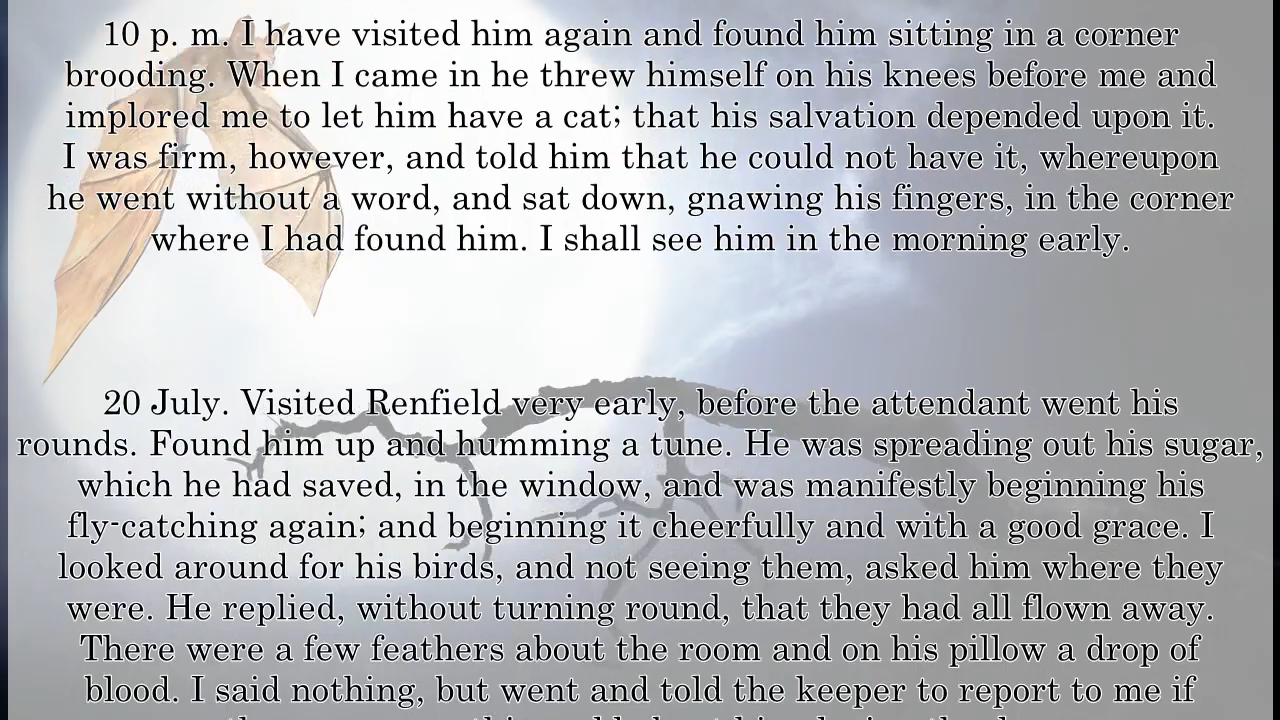 10 p. m. I have visited him again and found him sitting in a corner
brooding. When I came in he threw himself on his knees before me and
implored me to let him have a cat; that his salvation depended upon it.
I was firm, however, and told him that he could not have it, whereupon
he went without a word, and sat down, gnawing his fingers, in the corner
where I had found him. I shall see him in the morning early.
20 July. Visited Renfield very early, before the attendant went his
rounds. Found him up and humming a tune. He was spreading out his sugar,
which he had saved, in the window, and was manifestly beginning his
fly-catching again; and beginning it cheerfully and with a good grace. I
looked around for his birds, and not seeing them, asked him where they
were. He replied, without turning round, that they had all flown away.
There were a few feathers about the room and on his pillow a drop of
blood. I said nothing, but went and told the keeper to report to me if